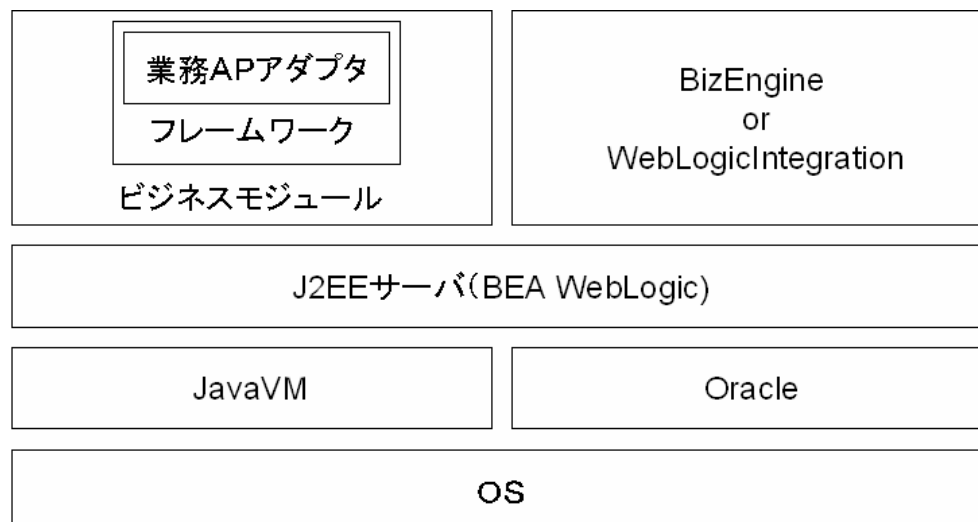 業務APアダプタ
フレームワーク
ビジネスモジュール
BizEngine
or
WebLogicIntegration
J2EEサーバ(BEA WebLogic)
JavaVM
Oracle
OS